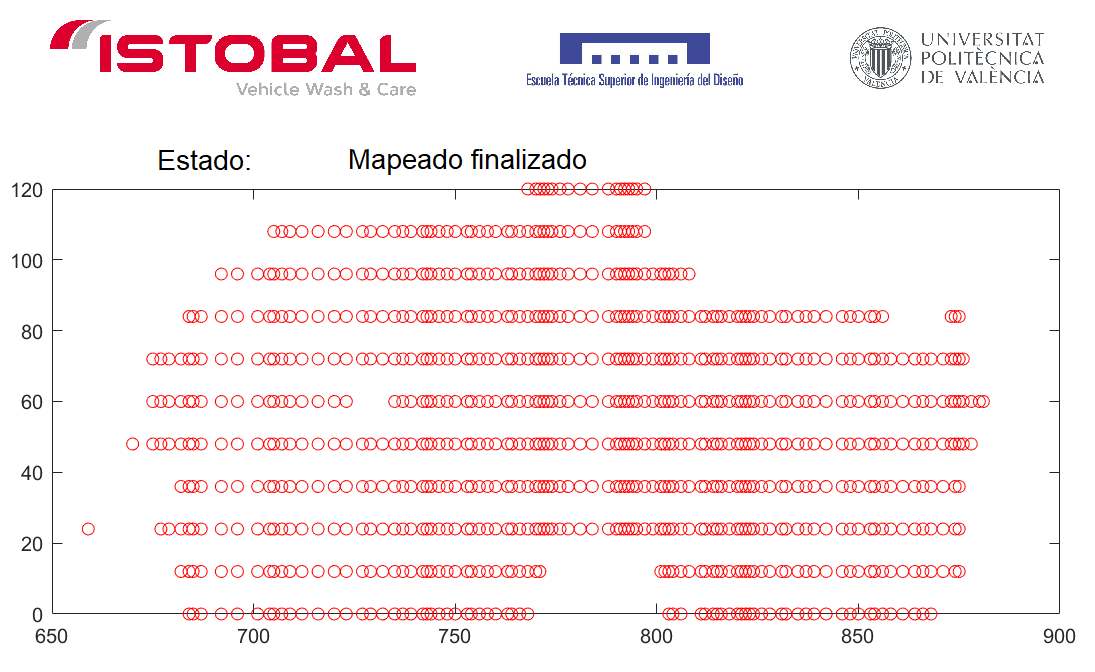 ISTOBAL
Vehicle Wash & Care
Escuela Técnica Superior de Ingeniería del Diseño
UNIVERSITAT
POLITÈCNICA
DE VALÈNCIA
Estado: Mapeado finalizado
120
100
80
60
40
20
0
650 700 750 800 850 900